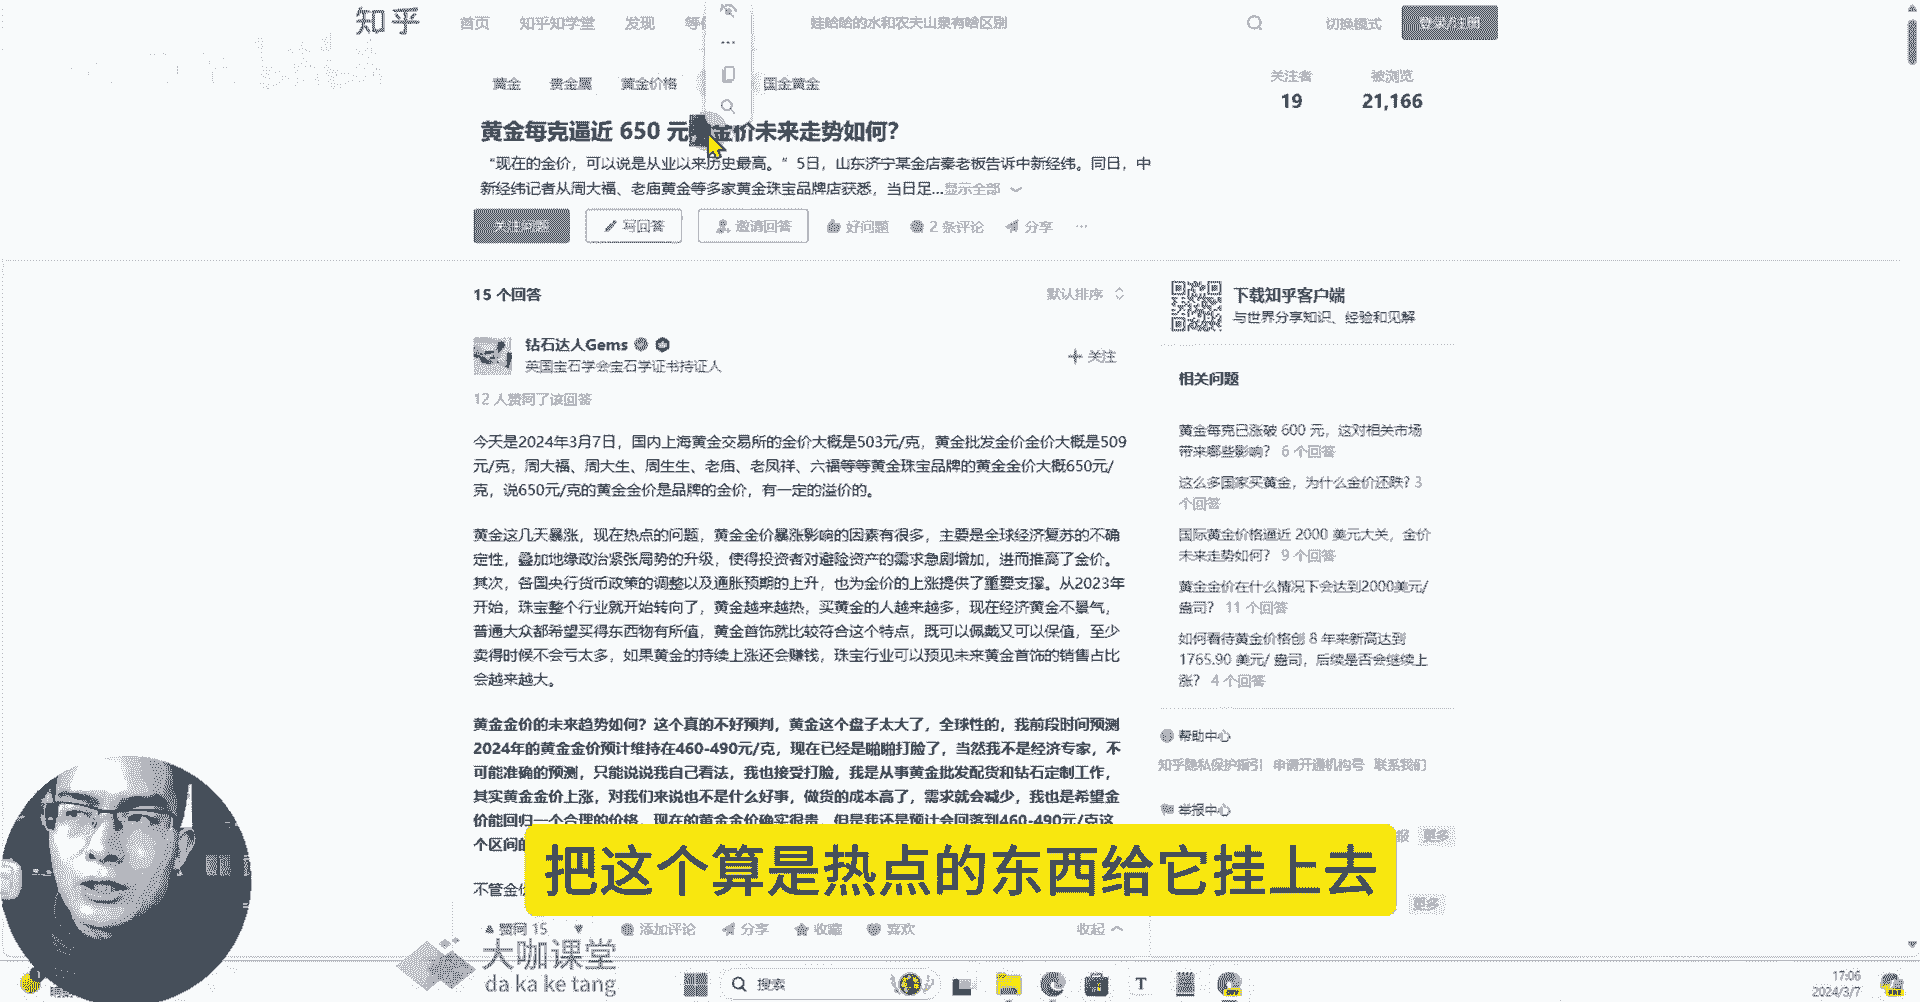 知乎
首页 知乎知学堂 发现
娃哈哈的水和农夫山泉有啥区别
切换模式
登录/注册
黄金 贵金属 黄金价格 国金黄金
关注者 被浏览
19 21,166
黄金每克逼近 650 元 金价未来走势如何？
“现在的金价，可以说是从业以来历史最高。”5日，山东济宁某金店秦老板告诉中新经纬。同日，中
新经纬记者从周大福、老庙黄金等多家黄金珠宝品牌店获悉，当日足...显示全部
关注问题 写回答 邀请回答 好问题 2 条评论 分享 ...
15 个回答
默认排序
钻石达人Gems
英国宝石学会宝石学证书持证人
关注
12 人赞同了该回答
今天是2024年3月7日，国内上海黄金交易所的金价大概是503元/克，黄金批发金价金价大概是509
元/克，周大福、周大生、周生生、老庙、老凤祥、六福等等黄金珠宝品牌的黄金金价大概650元/
克，说650元/克的黄金金价是品牌的金价，有一定的溢价的。
黄金这几天暴涨，现在热点的问题，黄金金价暴涨影响的因素有很多，主要是全球经济复苏的不确
定性，叠加地缘政治紧张局势的升级，使得投资者对避险资产的需求急剧增加，进而推高了金价。
其次，各国央行货币政策的调整以及通胀预期的上升，也为金价的上涨提供了重要支撑。从2023年
开始，珠宝整个行业就开始转向了，黄金越来越热，买黄金的人越来越多，现在经济黄金不景气，
普通大众都希望买得东西物有所值，黄金首饰就比较符合这个特点，既可以佩戴又可以保值，至少
卖得时候不会亏太多，如果黄金的持续上涨还会赚钱，珠宝行业可以预见未来黄金首饰的销售占比
会越来越大。
黄金金价的未来趋势如何？这个真的不好预判，黄金这个盘子太大了，全球性的，我前段时间预测
2024年的黄金金价预计维持在460-490元/克，现在已经是啪啪打脸了，当然我不是经济专家，不
可能准确的预测，只能说说我自己看法，我也接受打脸，我是从事黄金批发配货和钻石定制工作，
其实黄金金价上涨，对我们来说也不是什么好事，做货的成本高了，需求就会减少，我也是希望金
价能回归一个合理的价格，现在的黄金金价确实很贵，但是我还是预计会回落到460-490元/克这
个区间
不管金
赞同 15 添加评论 分享 收藏 喜欢 收起
下载知乎客户端
与世界分享知识、经验和见解
相关问题
黄金每克已涨破 600 元，这对相关市场
带来哪些影响？ 6 个回答
这么多国家买黄金，为什么金价还跌？ 3
个回答
国际黄金价格逼近 2000 美元大关，金价
未来走势如何？ 9 个回答
黄金金价在什么情况下会达到2000美元/
盎司？ 11 个回答
如何看待黄金价格创 8 年来新高达到
1765.90 美元/ 盎司，后续是否会继续上
涨？ 4 个回答
帮助中心
知乎隐私保护指引 申请开通机构号 联系我们
举报中心
报 更多
更多
把这个算是热点的东西给它挂上去
大咖课堂
da ka ke tang
搜索
17:06
2024/3/7